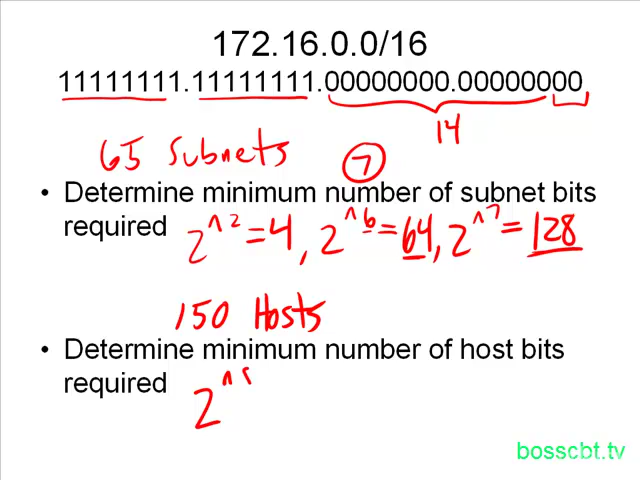 172.16.0.0/16
11111111.11111111.00000000.00000000
14
65 Subnets 7
• Determine minimum number of subnet bits
required 2^2=4, 2^6=64, 2^7=128
150 Hosts
• Determine minimum number of host bits
required 2^
bosscbt.tv